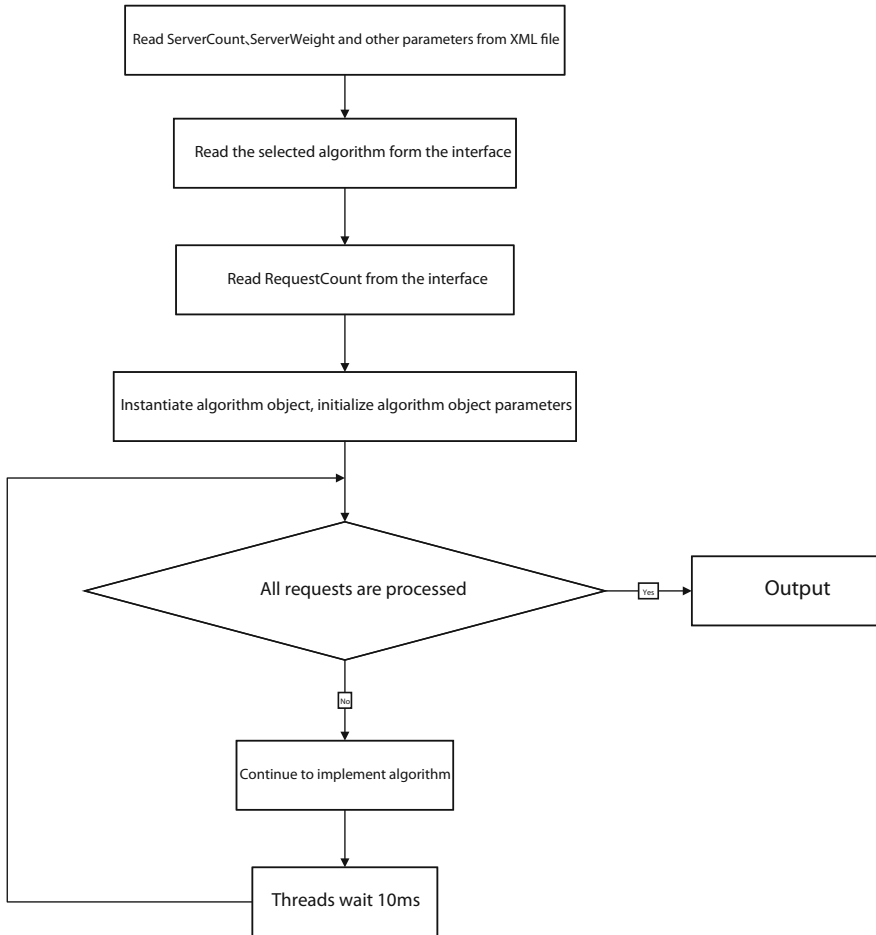 Read ServerCount、ServerWeight and other parameters from XML file
Read the selected algorithm form the interface
Read RequestCount from the interface
Instantiate algorithm object, initialize algorithm object parameters
All requests are processed
Yes
Output
No
Continue to implement algorithm
Threads wait 10ms